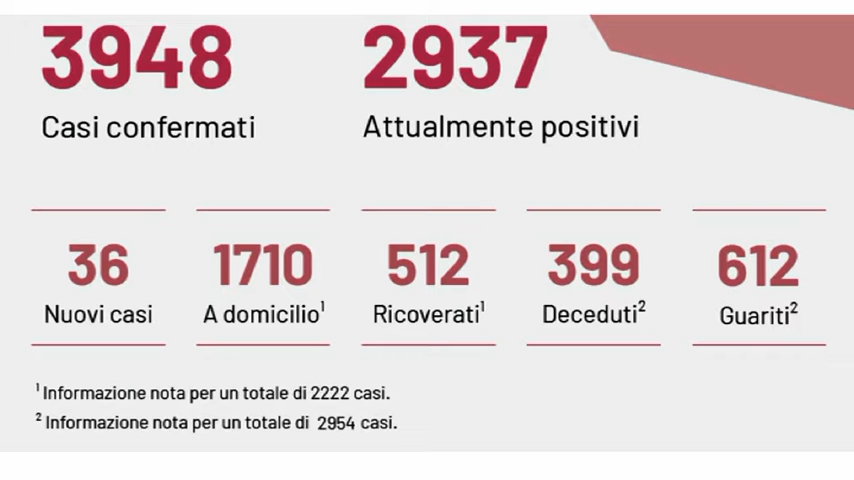 3948 2937
Casi confermati Attualmente positivi
36 1710 512 399 612
Nuovi casi A domicilio¹ Ricoverati¹ Deceduti² Guariti²
¹ Informazione nota per un totale di 2222 casi.
² Informazione nota per un totale di 2954 casi.